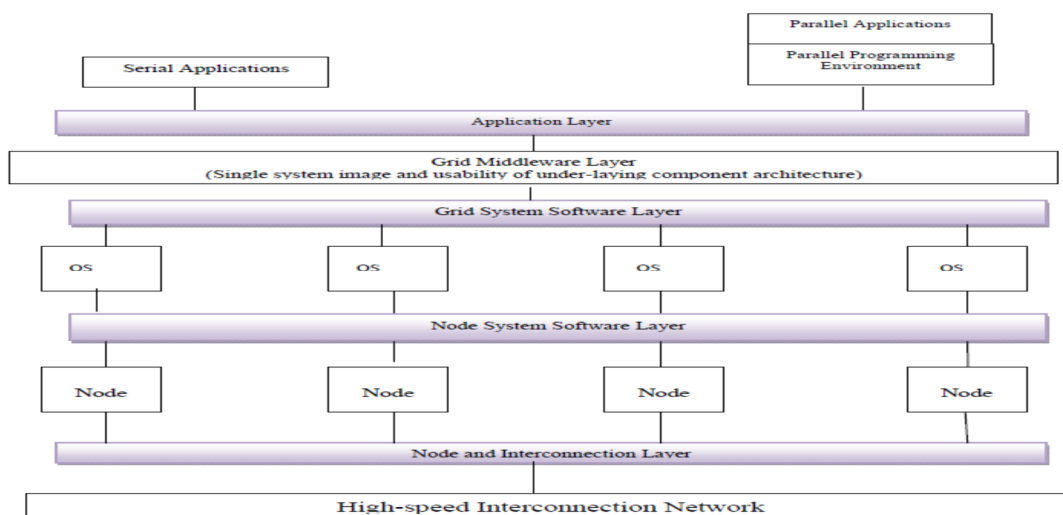 Parallel Applications
Serial Applications
Parallel Programming
Environment
Application Layer
Grid Middleware Layer
(Single system image and usability of under-laying component architecture)
Grid System Software Layer
OS
OS
OS
OS
Node System Software Layer
Node
Node
Node
Node
Node and Interconnection Layer
High-speed Interconnection Network